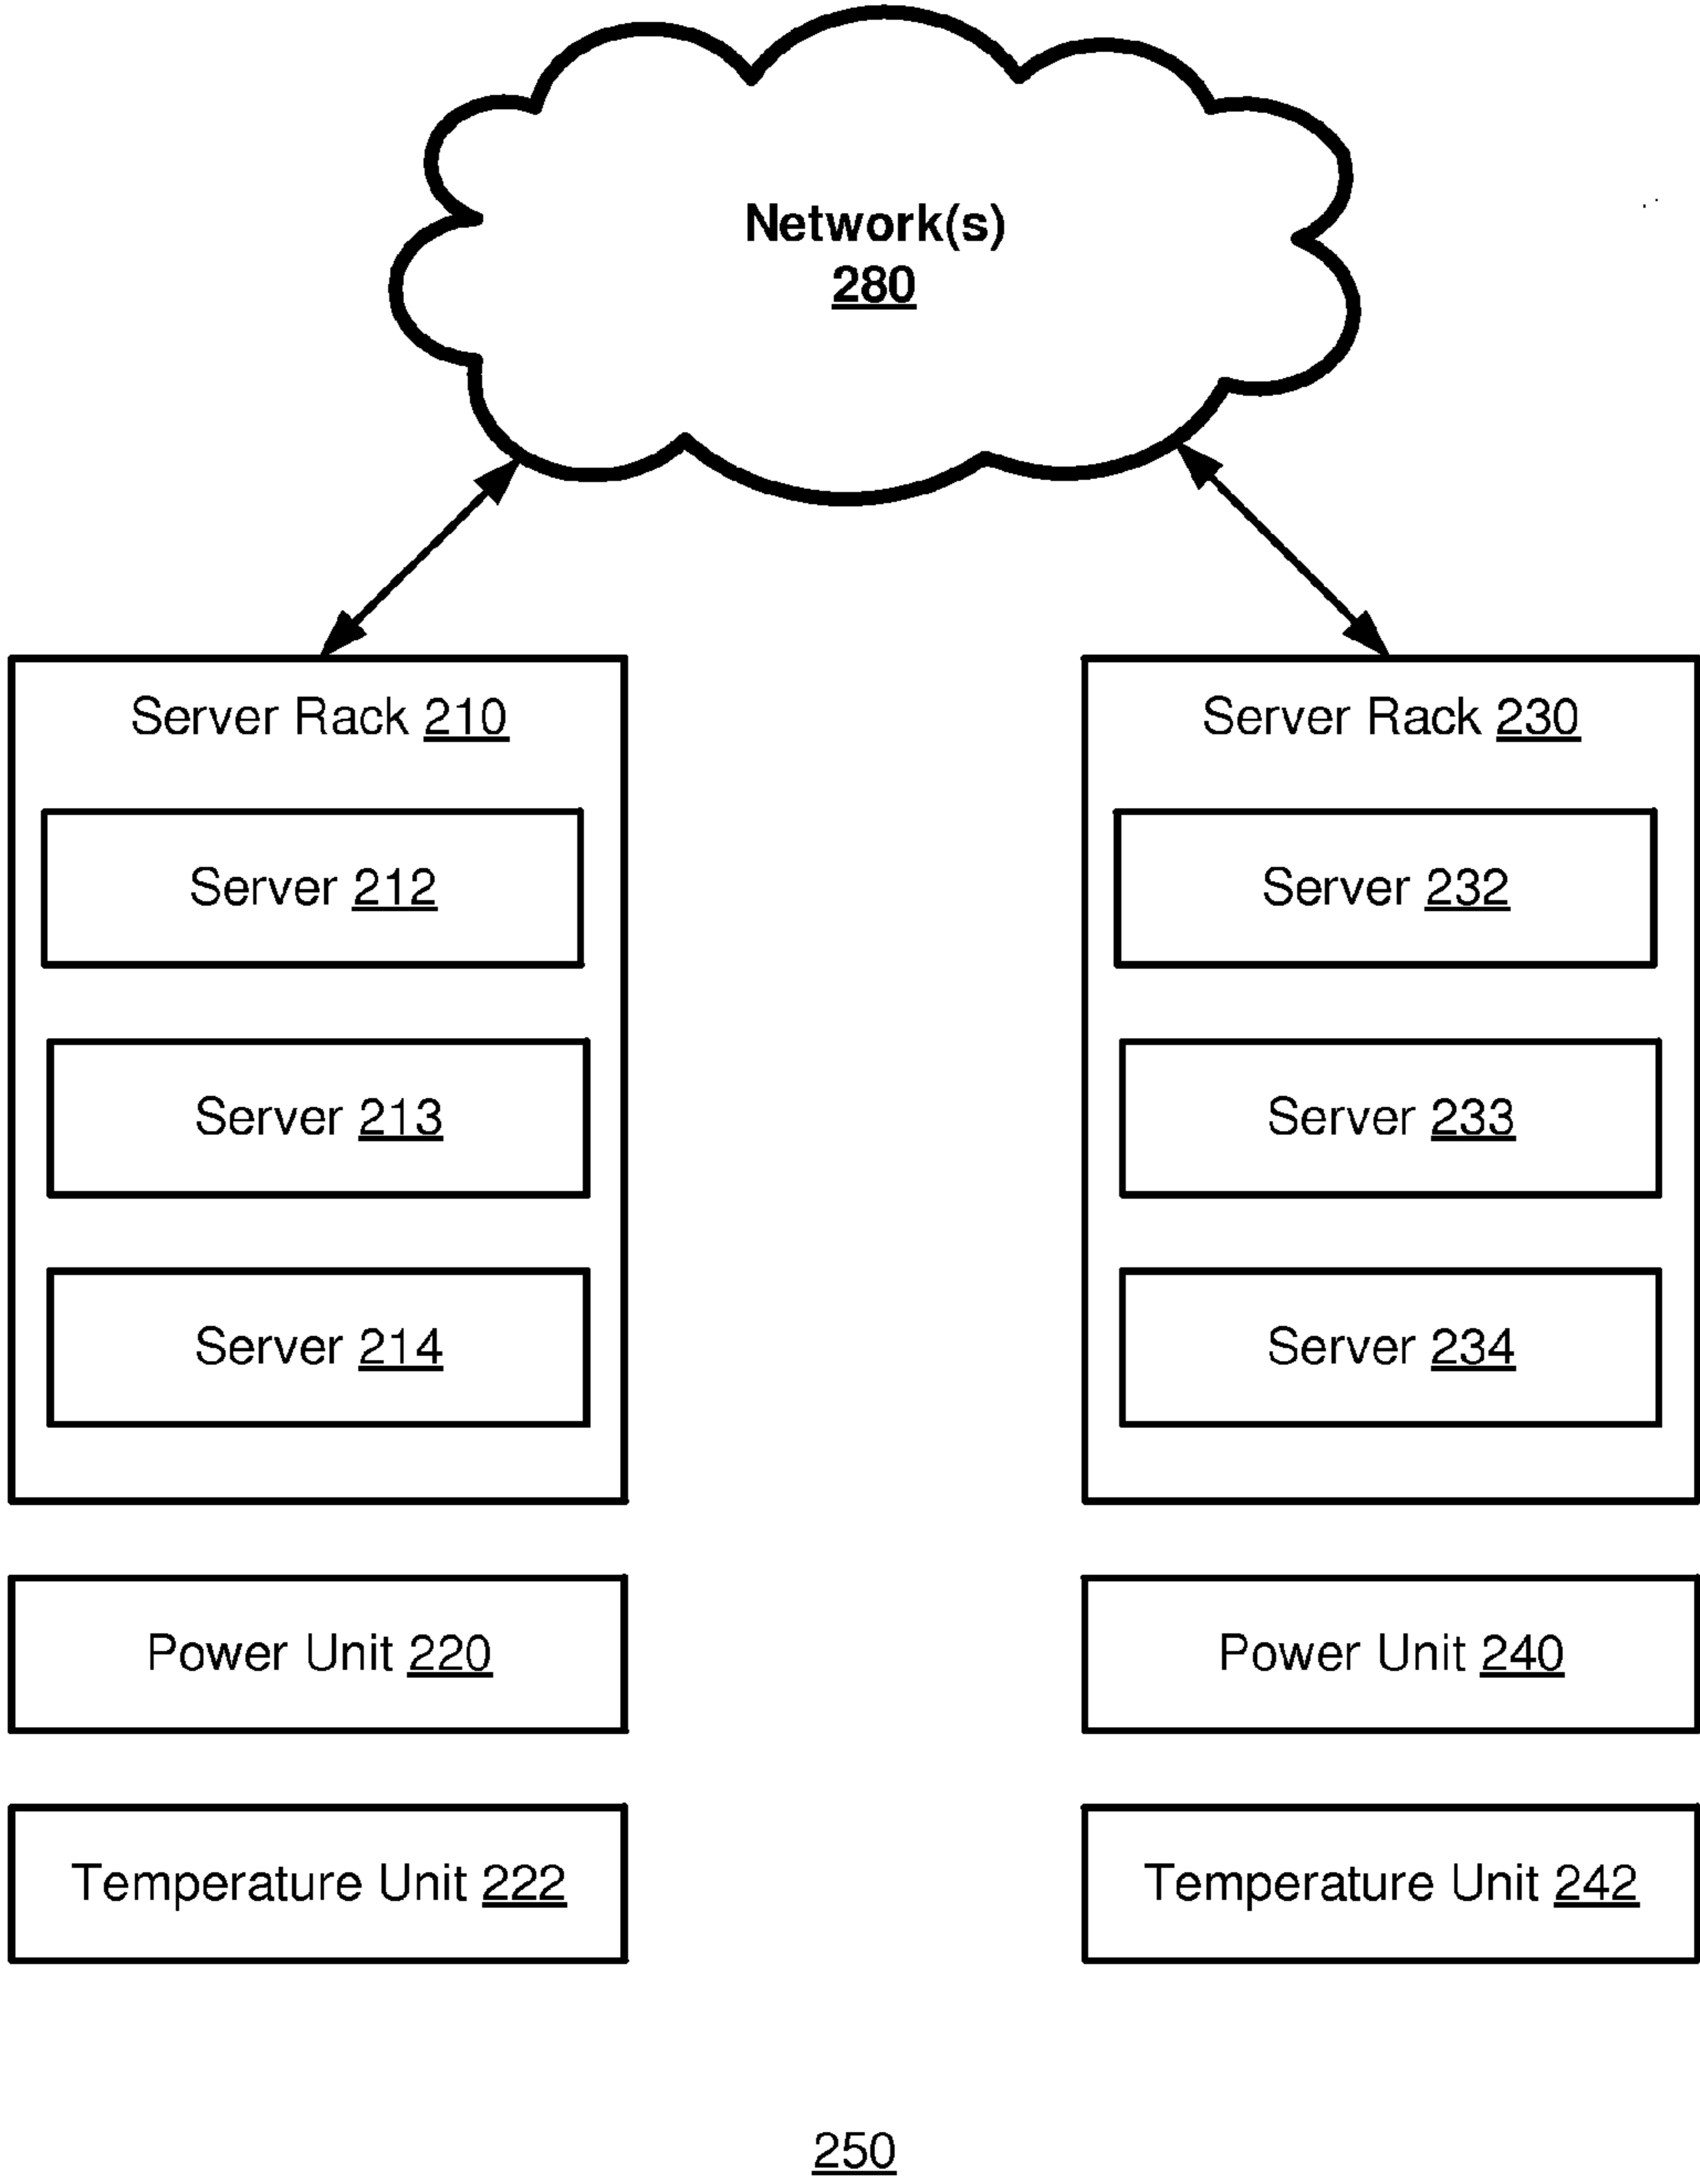 Network(s)
280
Server Rack 210
Server 212
Server 213
Server 214
Power Unit 220
Temperature Unit 222
Server Rack 230
Server 232
Server 233
Server 234
Power Unit 240
Temperature Unit 242
250